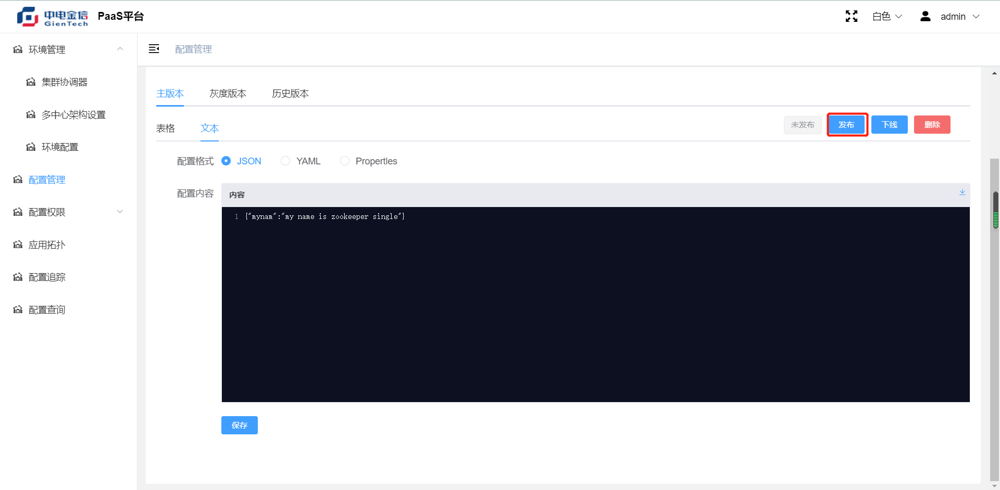 中电金信
GienTech
PaaS平台
白色
admin
环境管理
集群协调器
多中心架构设置
环境配置
配置管理
配置权限
应用拓扑
配置追踪
配置查询
配置管理
主版本 灰度版本 历史版本
表格 文本
未发布 发布 下线 删除
配置格式 JSON YAML Properties
配置内容 内容
1 {"mynam":"my name is zookeeper single"}
保存